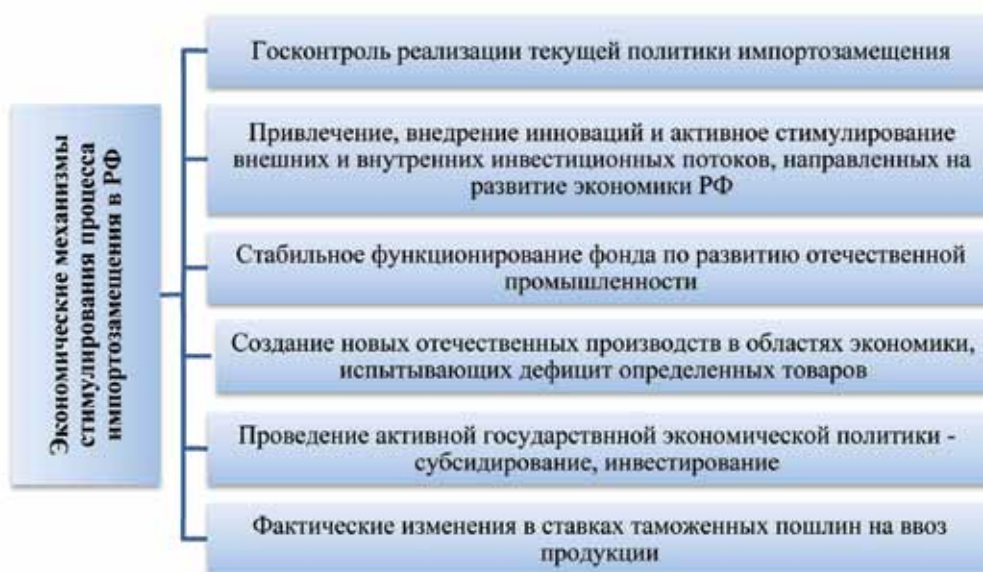 Экономические механизмы
стимулирования процесса
импортозамещения в РФ
Госконтроль реализации текущей политики импортозамещения
Привлечение, внедрение инноваций и активное стимулирование
внешних и внутренних инвестиционных потоков, направленных на
развитие экономики РФ
Стабильное функционирование фонда по развитию отечественной
промышленности
Создание новых отечественных производств в областях экономики,
испытывающих дефицит определенных товаров
Проведение активной государствнной экономической политики -
субсидирование, инвестирование
Фактические изменения в ставках таможенных пошлин на ввоз
продукции